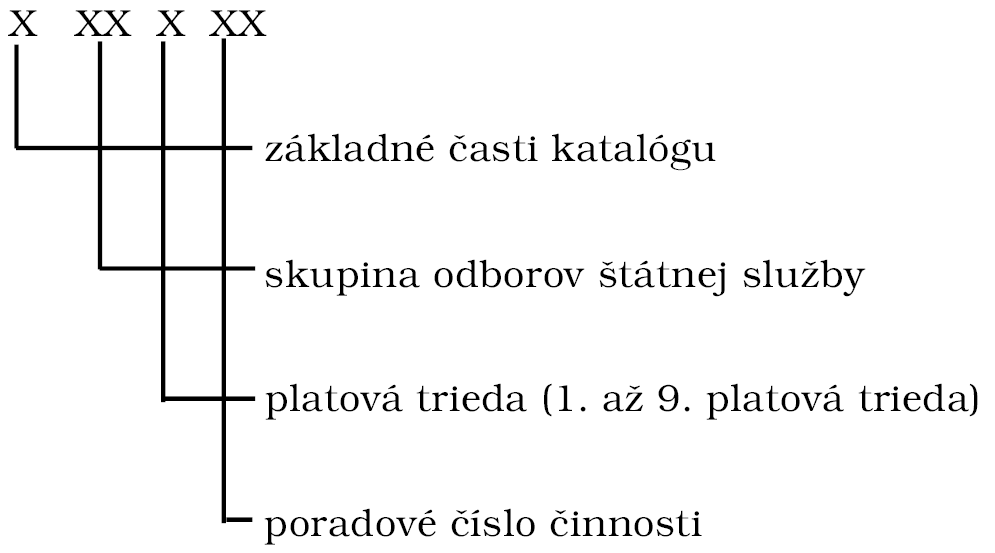 X XX X XX
základné časti katalógu
skupina odborov štátnej služby
platová trieda (1. až 9. platová trieda)
poradové číslo činnosti